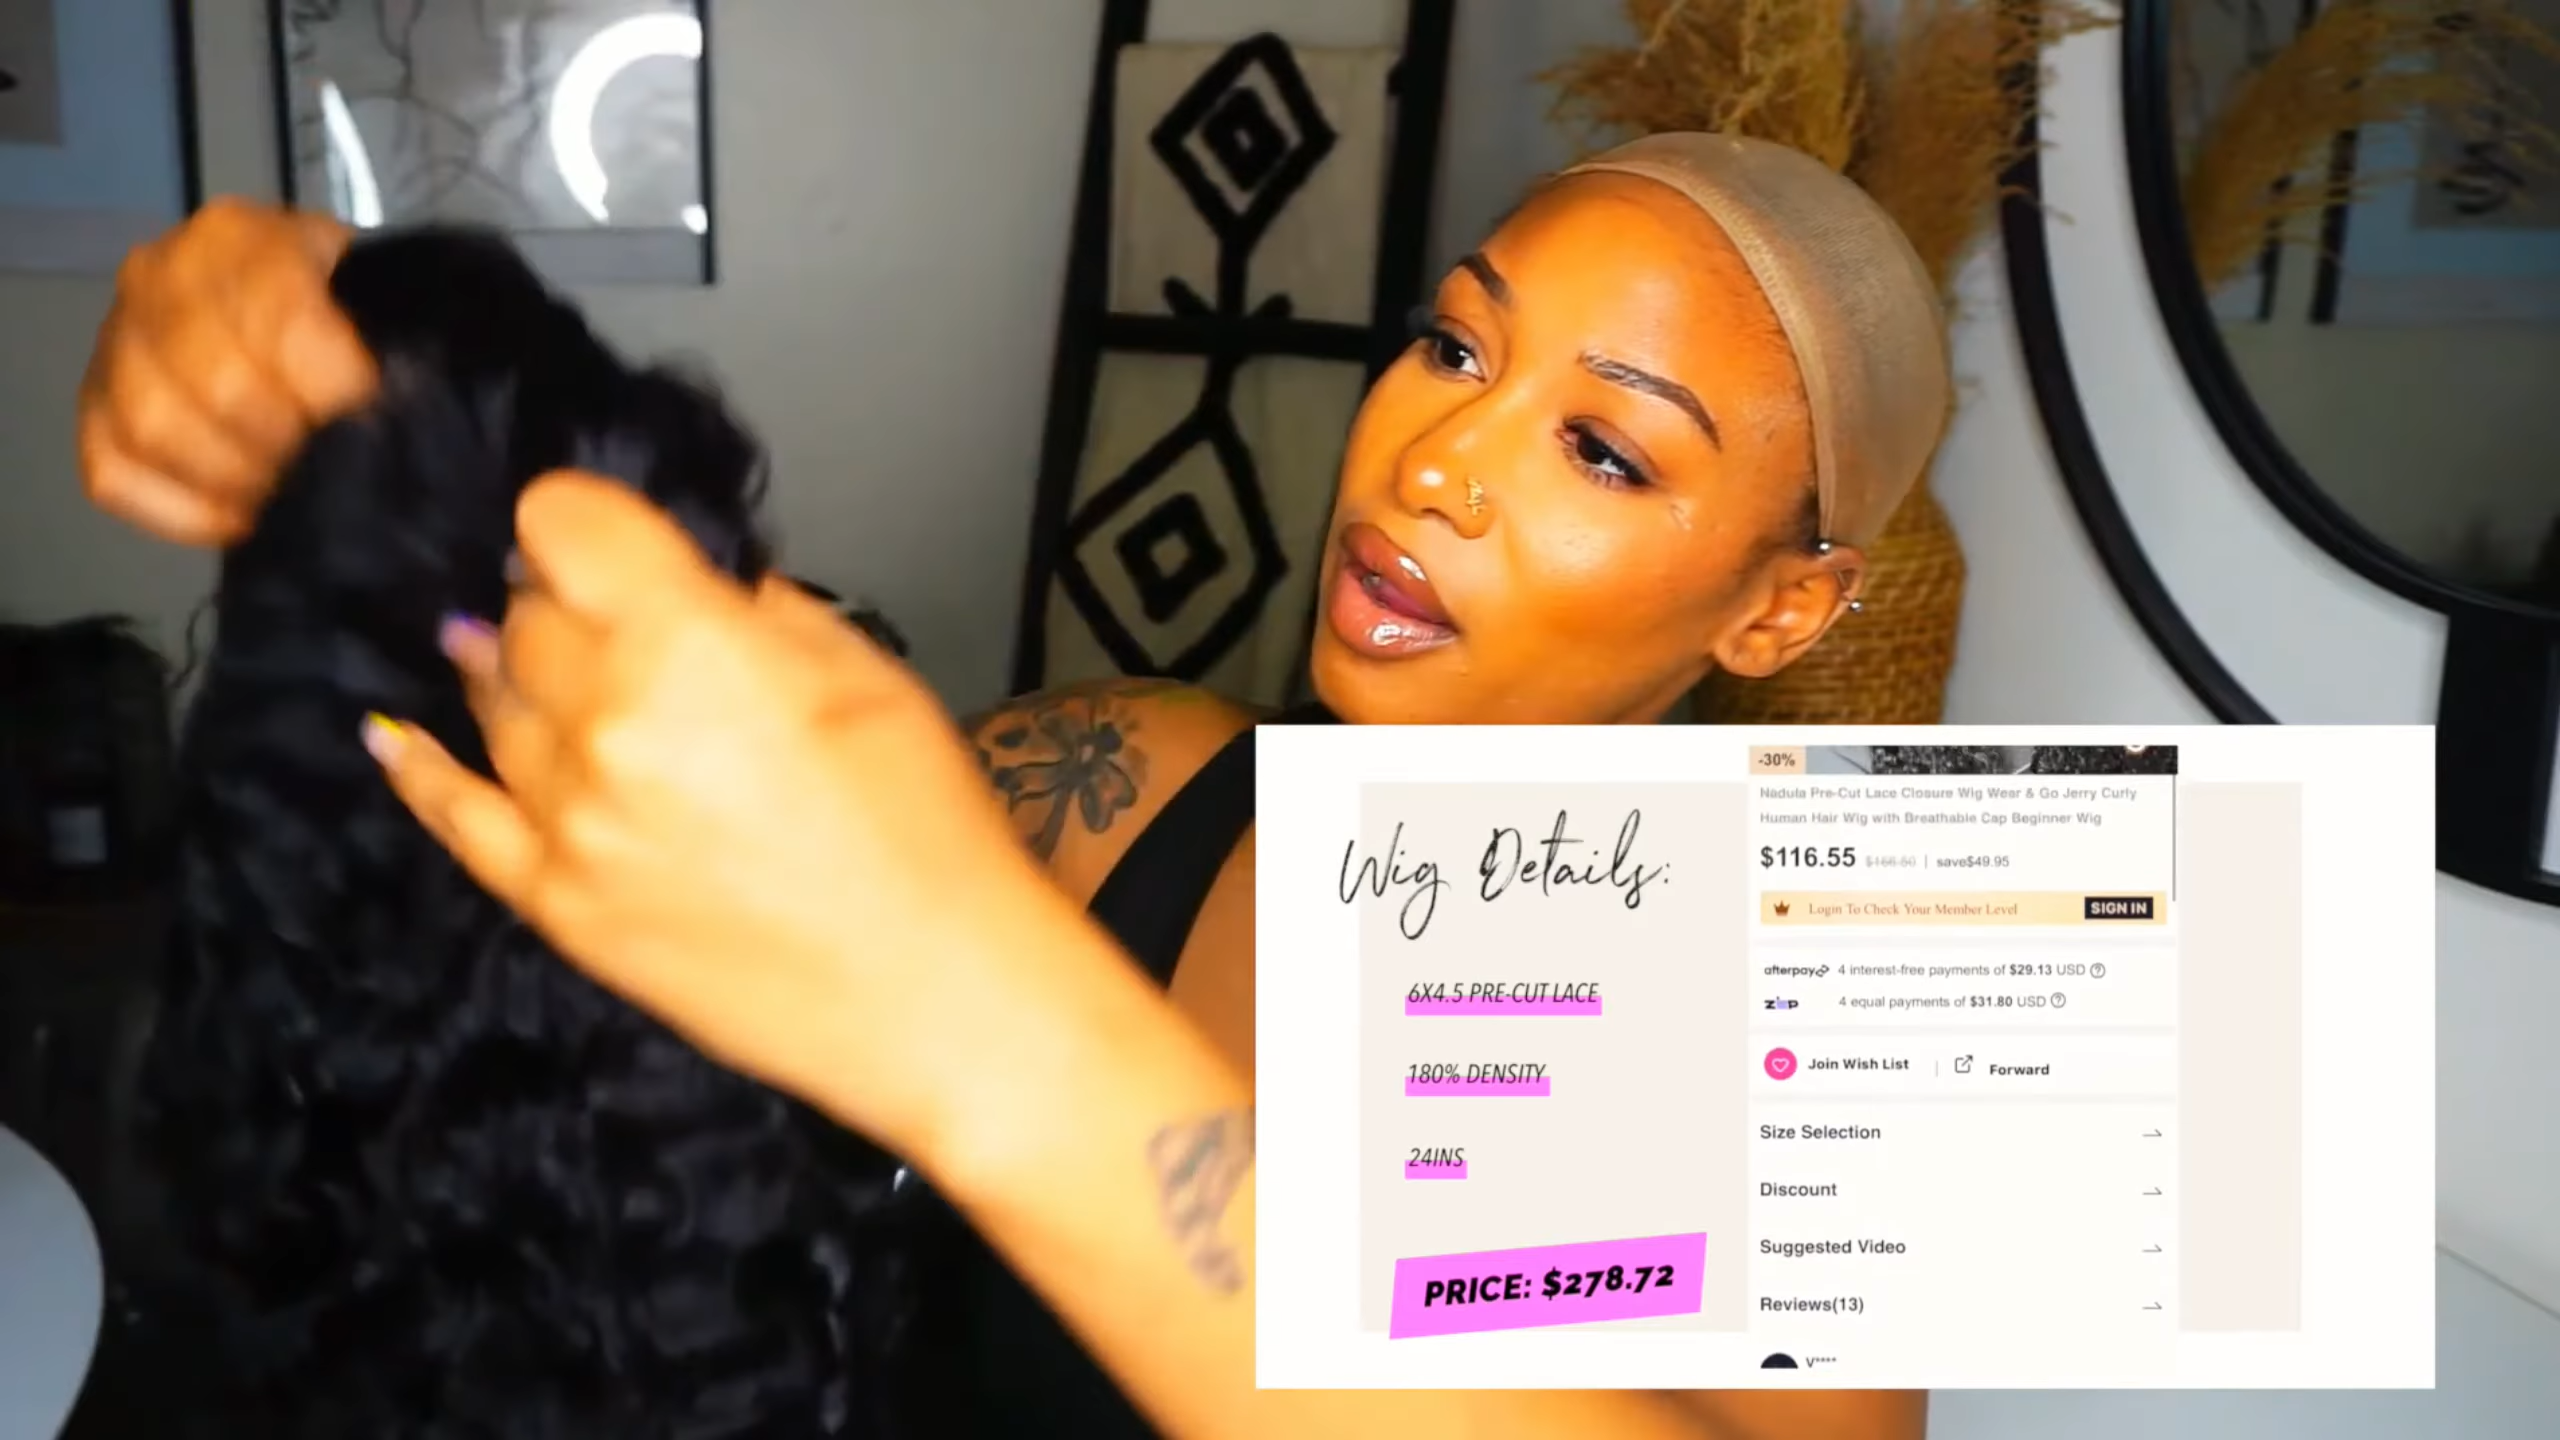 Wig Details:
6X4.5 PRE-CUT LACE
180% DENSITY
24INS
PRICE: $278.72
-30%
Nadula Pre-Cut Lace Closure Wig Wear & Go Jerry Curly
Human Hair Wig with Breathable Cap Beginner Wig
$116.55 $166.50 | save$49.95
Login To Check Your Member Level SIGN IN
afterpay 4 interest-free payments of $29.13 USD ?
zip 4 equal payments of $31.80 USD ?
Join Wish List | Forward
Size Selection
Discount
Suggested Video
Reviews(13)
V****